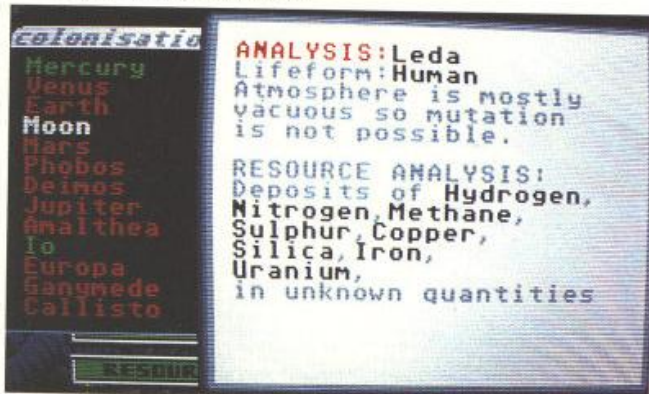 colonisatio
Mercury
Venus
Earth
Moon
Mars
Phobos
Deimos
Jupiter
Amalthea
Io
Europa
Ganymede
Callisto
RESOUR
ANALYSIS:Leda
Lifeform:Human
Atmosphere is mostly
vacuous so mutation
is not possible.
RESOURCE ANALYSIS:
Deposits of Hydrogen,
Nitrogen,Methane,
Sulphur,Copper,
Silica,Iron,
Uranium,
in unknown quantities